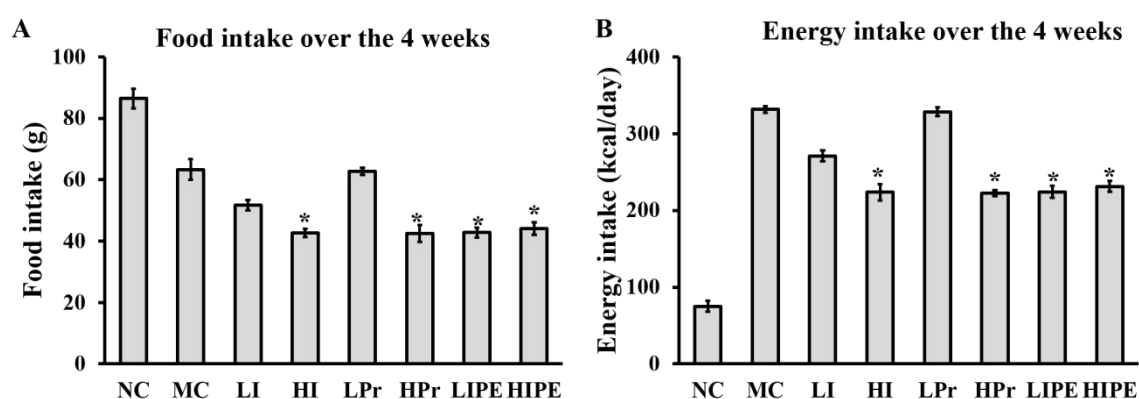 A
Food intake over the 4 weeks
Food intake (g)
100
80
60
40
20
0
* * * *
NC MC LI HI LPr HPr LIPE HIPE
B
Energy intake over the 4 weeks
Energy intake (kcal/day)
400
300
200
100
0
* * * *
NC MC LI HI LPr HPr LIPE HIPE